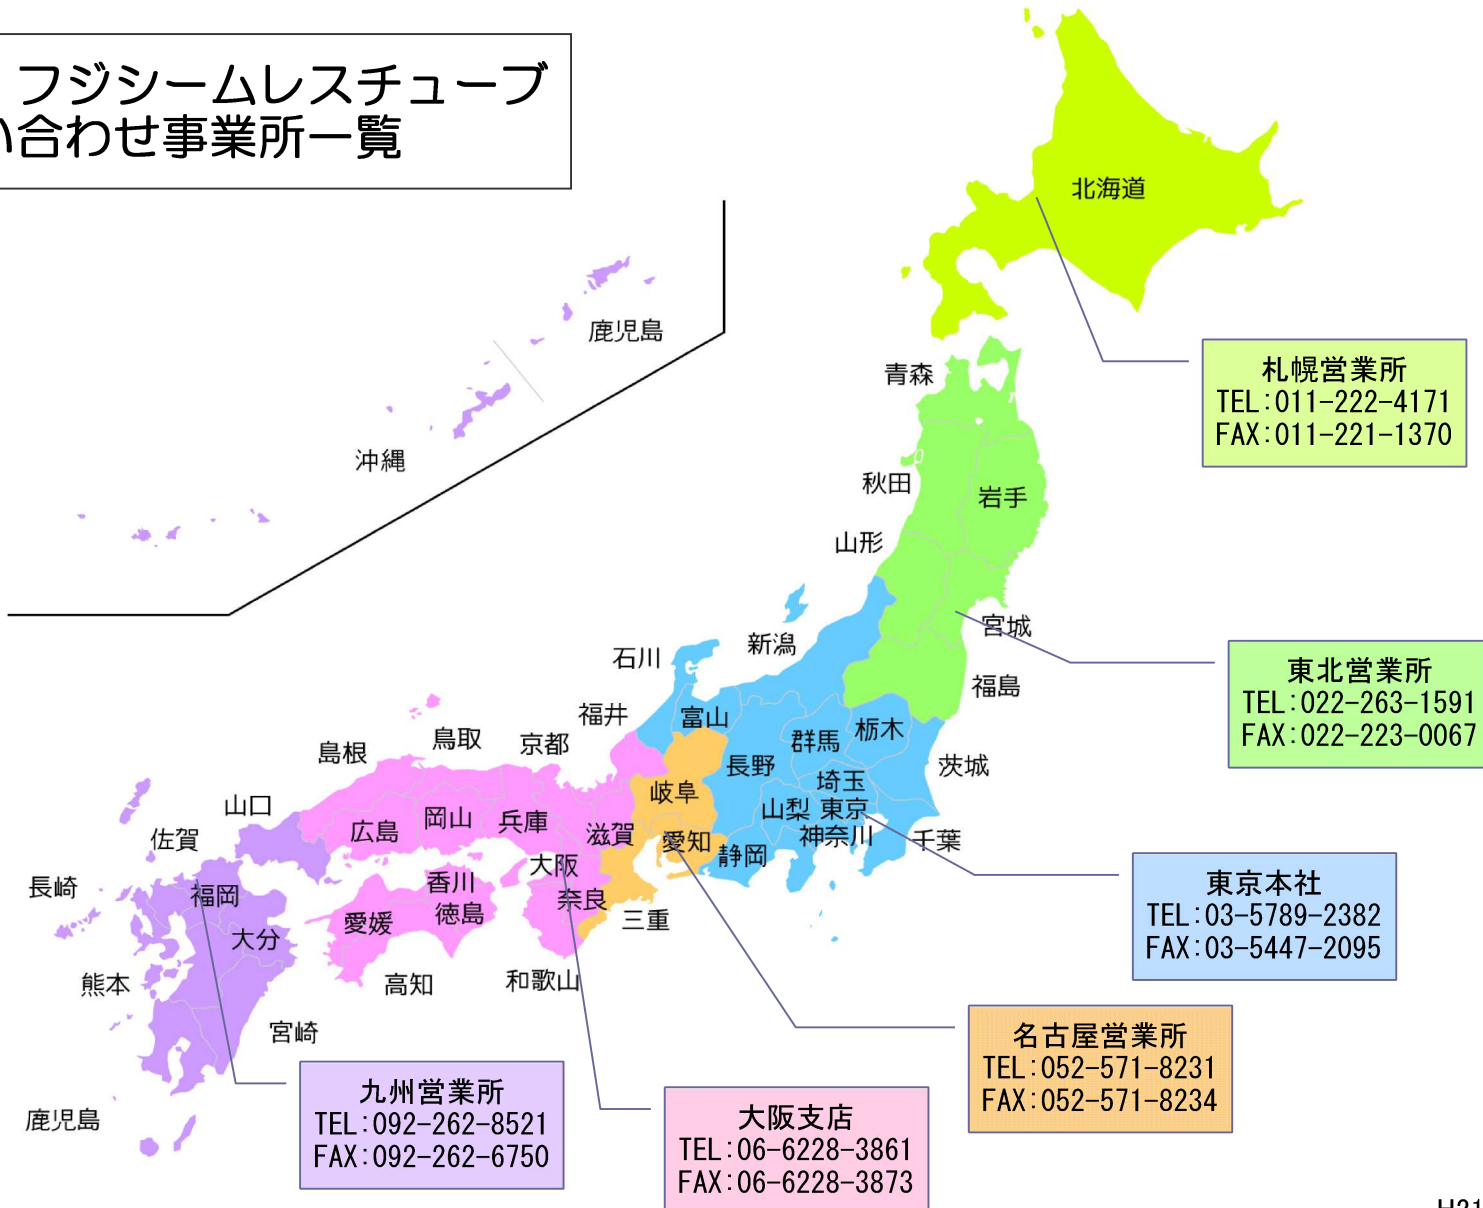 フジシームレスチューブ
い合わせ事業所一覧
北海道
鹿児島
沖縄
青森
秋田
岩手
山形
宮城
福島
新潟
石川
富山
福井
群馬
栃木
長野
茨城
埼玉
山梨
東京
神奈川
千葉
静岡
岐阜
愛知
三重
滋賀
京都
鳥取
島根
兵庫
岡山
広島
山口
大阪
奈良
和歌山
香川
徳島
愛媛
高知
佐賀
長崎
福岡
大分
熊本
宮崎
鹿児島
札幌営業所
TEL:011-222-4171
FAX:011-221-1370
東北営業所
TEL:022-263-1591
FAX:022-223-0067
東京本社
TEL:03-5789-2382
FAX:03-5447-2095
名古屋営業所
TEL:052-571-8231
FAX:052-571-8234
大阪支店
TEL:06-6228-3861
FAX:06-6228-3873
九州営業所
TEL:092-262-8521
FAX:092-262-6750